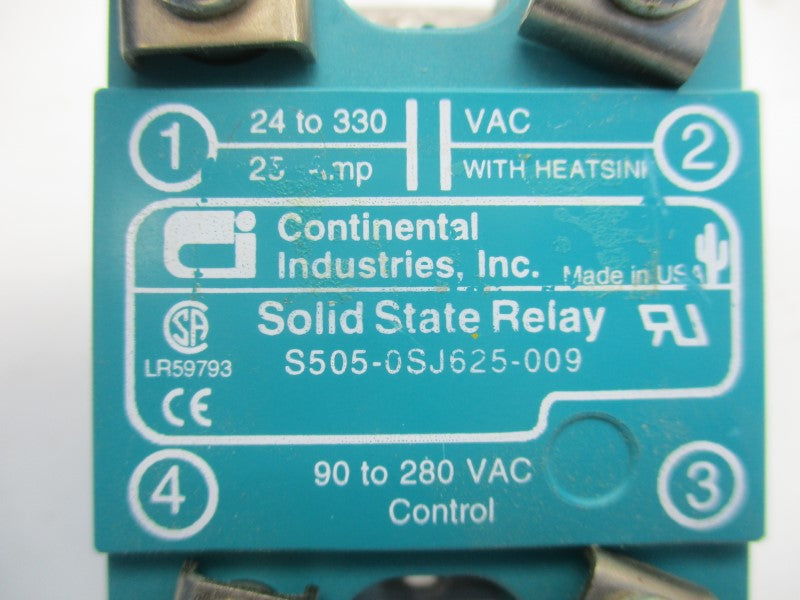 1 24 to 330 VAC 2
Amp WITH HEATSINK
Continental
Industries, Inc. Made in USA
Solid State Relay
LR59793 S505-0SJ625-009
CE
4 90 to 280 VAC 3
Control